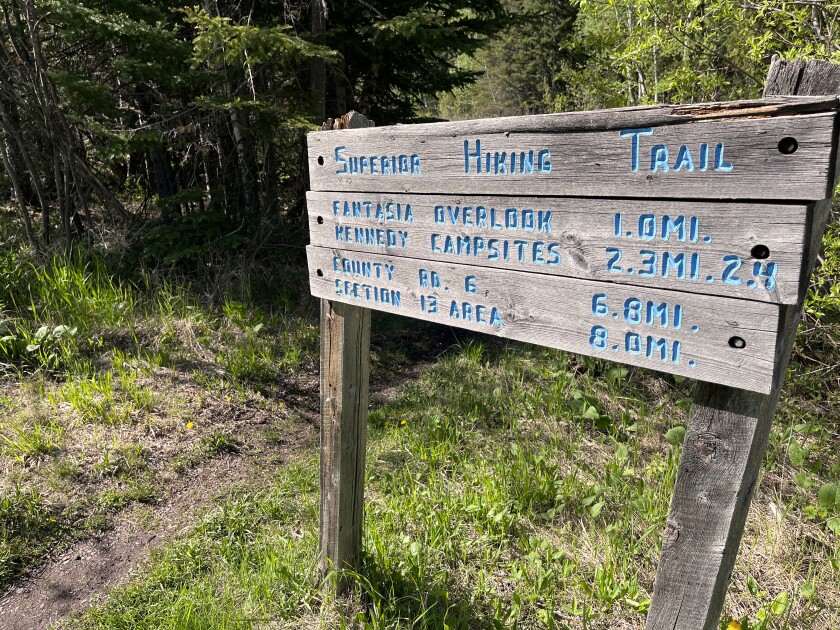 SUPERIOR HIKING TRAIL
FANTASIA OVERLOOK 1.0MI.
KENNEDY CAMPSITES 2.3MI.2.4
COUNTY RD. 6 6.8MI.
SECTION 13 AREA 8.0MI.